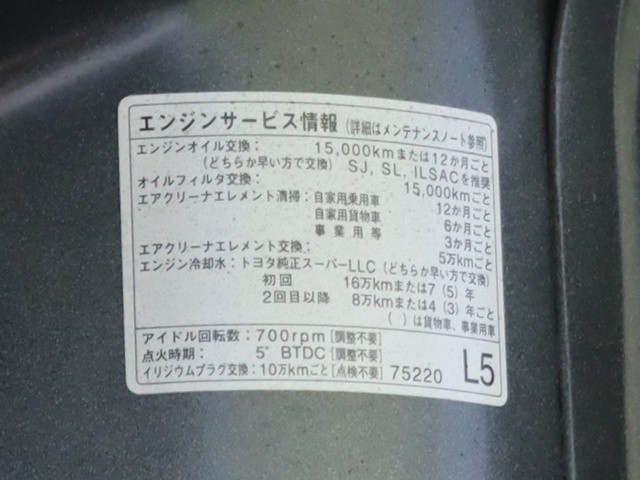 エンジンサービス情報 (詳細はメンテナンスノート参照)
エンジンオイル交換: 15,000kmまたは12か月ごと
(どちらか早い方で交換) SJ, SL, ILSACを推奨
オイルフィルタ交換: 15,000kmごと
エアクリーナエレメント清掃: 自家用乗用車 12か月ごと
自家用貨物車 6か月ごと
事業用等 3か月ごと
エアクリーナエレメント交換: 5万kmごと
エンジン冷却水: トヨタ純正スーパーLLC (どちらか早い方で交換)
初回 16万kmまたは7 (5) 年
2回目以降 8万kmまたは4 (3) 年ごと
( ) は貨物車、事業用車
アイドル回転数: 700rpm [調整不要]
点火時期: 5° BTDC [調整不要]
イリジウムプラグ交換: 10万kmごと [点検不要] 75220 L5